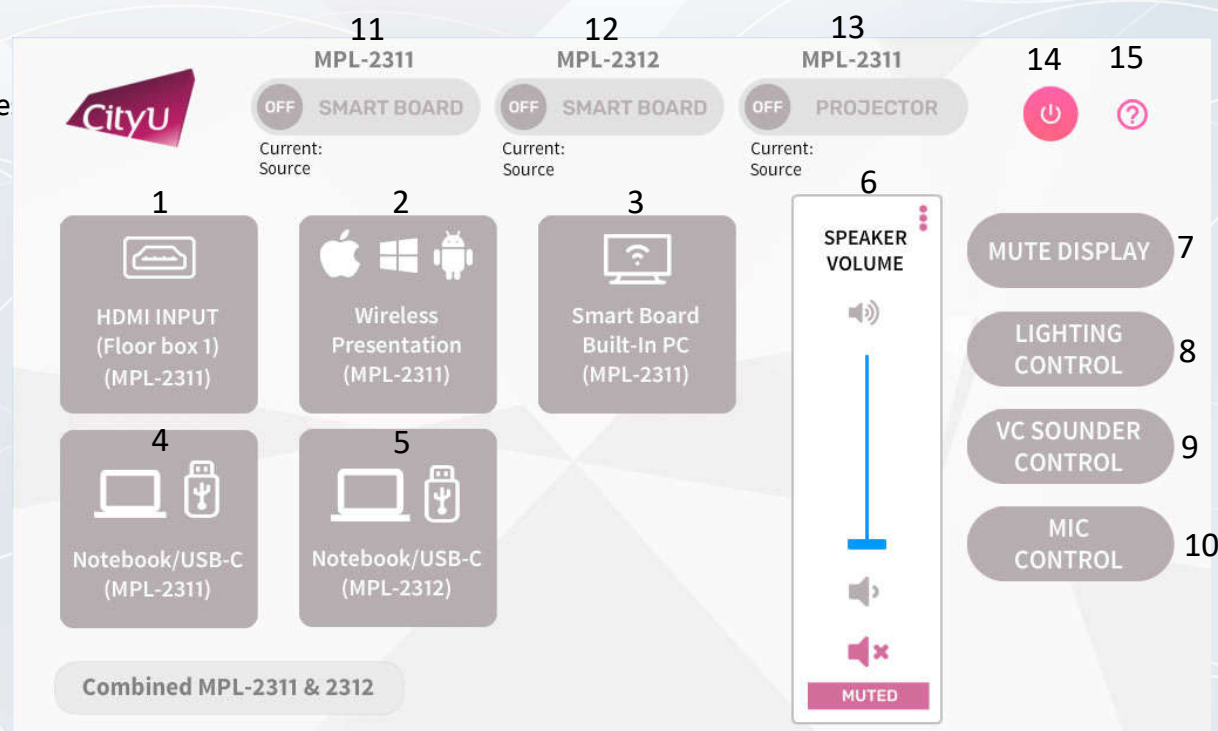 11
12
13
14
15
MPL-2311
MPL-2312
MPL-2311
e
CityU
OFF SMART BOARD
OFF SMART BOARD
OFF PROJECTOR
Current:
Source
Current:
Source
Current:
Source
1
2
3
6
HDMI INPUT
(Floor box 1)
(MPL-2311)
Wireless
Presentation
(MPL-2311)
Smart Board
Built-In PC
(MPL-2311)
SPEAKER
VOLUME
MUTE DISPLAY
7
LIGHTING
CONTROL
8
4
5
Notebook/USB-C
(MPL-2311)
Notebook/USB-C
(MPL-2312)
VC SOUNDER
CONTROL
9
MIC
CONTROL
10
Combined MPL-2311 & 2312
MUTED